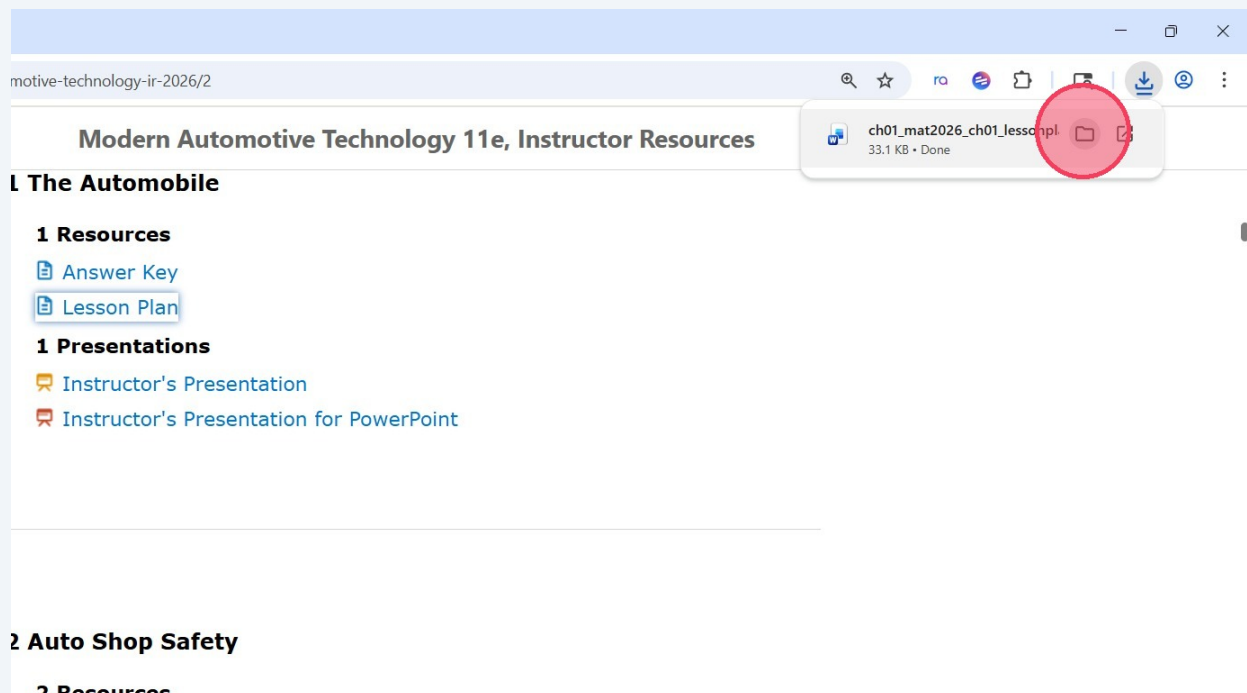 motive-technology-ir-2026/2
ra
ch01_mat2026_ch01_lessonpl
33.1 KB • Done
Modern Automotive Technology 11e, Instructor Resources
1 The Automobile
1 Resources
Answer Key
Lesson Plan
1 Presentations
Instructor's Presentation
Instructor's Presentation for PowerPoint
2 Auto Shop Safety
2 Resources